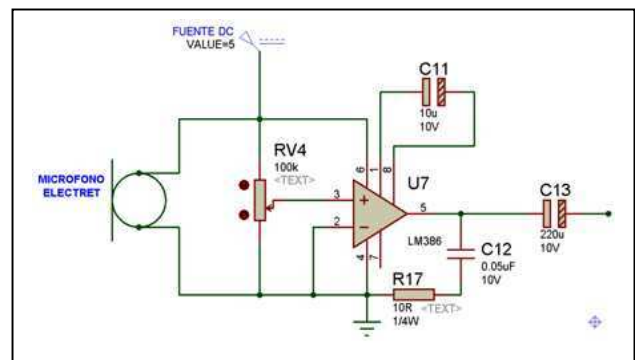 FUENTE DC
VALUE=5
C11
10u
10V
RV4
100k
<TEXT>
MICROFONO
ELECTRET
6
1
8
U7
3
2
5
4
7
LM386
C13
220u
10V
C12
0.05uF
10V
R17
10R
<TEXT>
1/4W